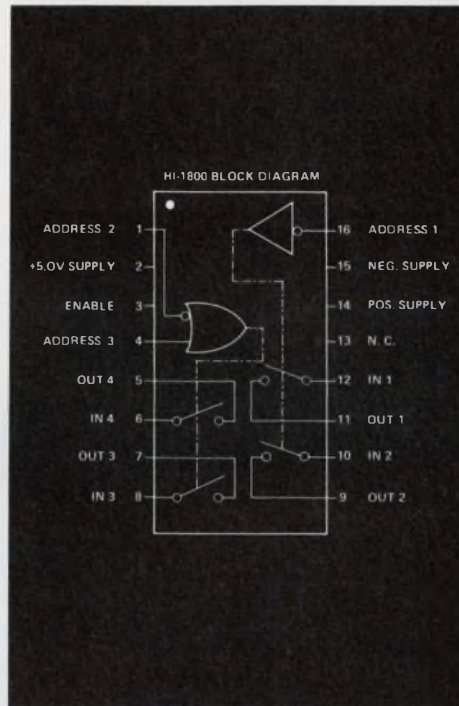 HI-1800 BLOCK DIAGRAM
ADDRESS 2 1 16 ADDRESS 1
+5.0V SUPPLY 2 15 NEG. SUPPLY
ENABLE 3 14 POS. SUPPLY
ADDRESS 3 4 13 N.C.
OUT 4 5 12 IN 1
IN 4 6 11 OUT 1
OUT 3 7 10 IN 2
IN 3 8 9 OUT 2